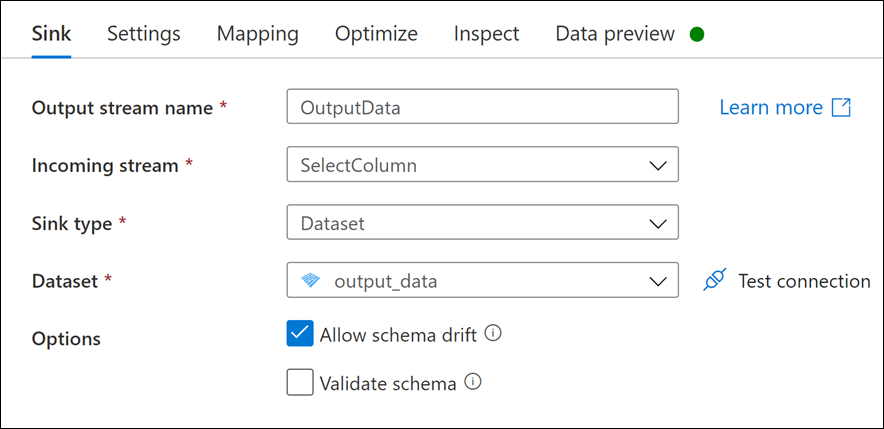 Sink Settings Mapping Optimize Inspect Data preview
Output stream name * OutputData Learn more
Incoming stream * SelectColumn
Sink type * Dataset
Dataset * output_data Test connection
Options Allow schema drift
Validate schema